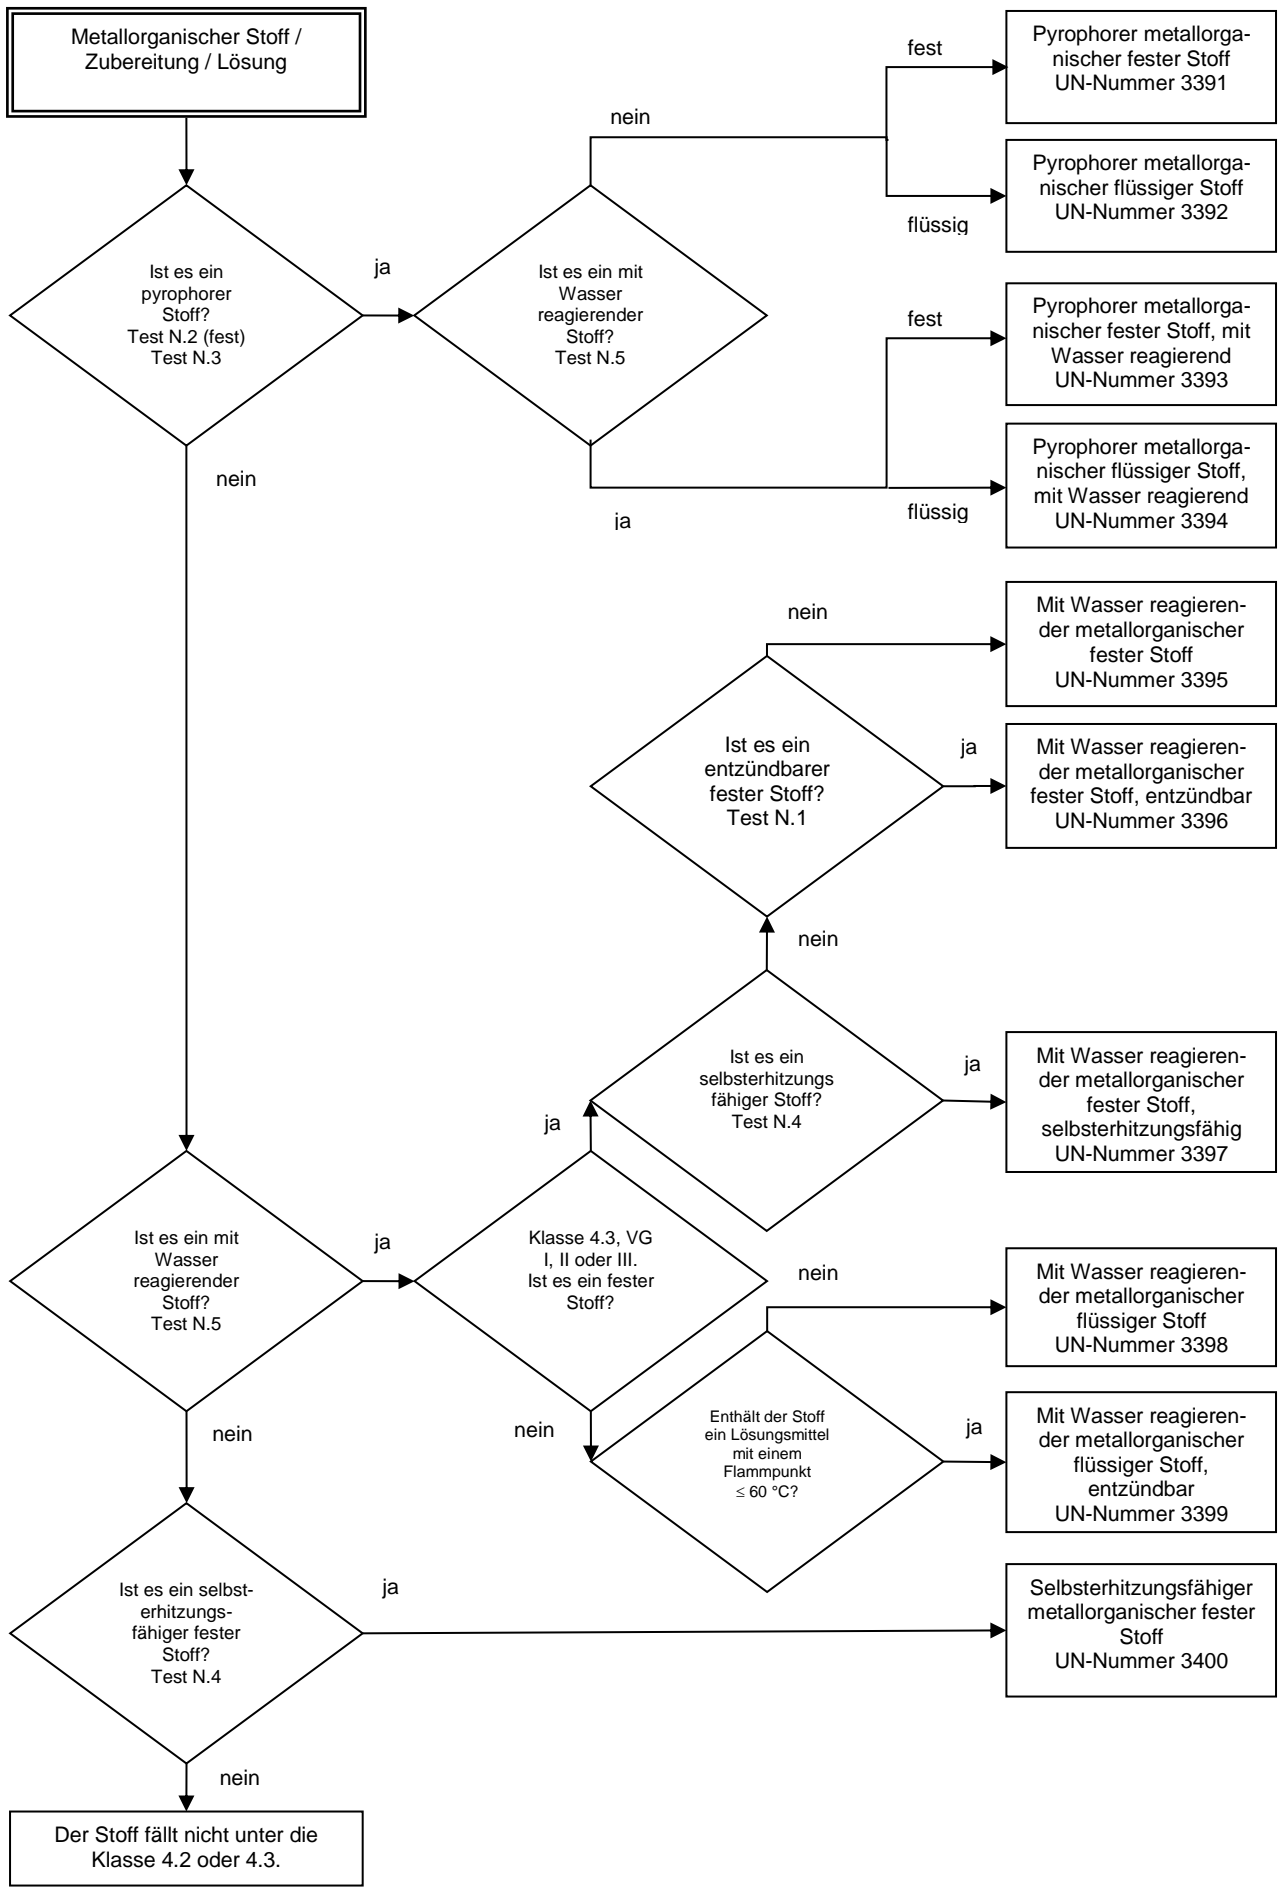 Metallorganischer Stoff /
Zubereitung / Lösung
Ist es ein
pyrophorer
Stoff?
Test N.2 (fest)
Test N.3
ja
nein
Ist es ein mit
Wasser
reagierender
Stoff?
Test N.5
nein
ja
fest
Pyrophorer metallorga-
nischer fester Stoff
UN-Nummer 3391
flüssig
Pyrophorer metallorga-
nischer flüssiger Stoff
UN-Nummer 3392
fest
Pyrophorer metallorga-
nischer fester Stoff, mit
Wasser reagierend
UN-Nummer 3393
flüssig
Pyrophorer metallorga-
nischer flüssiger Stoff,
mit Wasser reagierend
UN-Nummer 3394
nein
Mit Wasser reagieren-
der metallorganischer
fester Stoff
UN-Nummer 3395
Ist es ein
entzündbarer
fester Stoff?
Test N.1
ja
Mit Wasser reagieren-
der metallorganischer
fester Stoff, entzündbar
UN-Nummer 3396
nein
Ist es ein
selbsterhitzungs
fähiger Stoff?
Test N.4
ja
Mit Wasser reagieren-
der metallorganischer
fester Stoff,
selbsterhitzungsfähig
UN-Nummer 3397
ja
Ist es ein mit
Wasser
reagierender
Stoff?
Test N.5
ja
Klasse 4.3, VG
I, II oder III.
Ist es ein fester
Stoff?
nein
Mit Wasser reagieren-
der metallorganischer
flüssiger Stoff
UN-Nummer 3398
nein
nein
Enthält der Stoff
ein Lösungsmittel
mit einem
Flammpunkt
≤ 60 °C?
ja
Mit Wasser reagieren-
der metallorganischer
flüssiger Stoff,
entzündbar
UN-Nummer 3399
Ist es ein selbst-
erhitzungs-
fähiger fester
Stoff?
Test N.4
ja
Selbsterhitzungsfähiger
metallorganischer fester
Stoff
UN-Nummer 3400
nein
Der Stoff fällt nicht unter die
Klasse 4.2 oder 4.3.